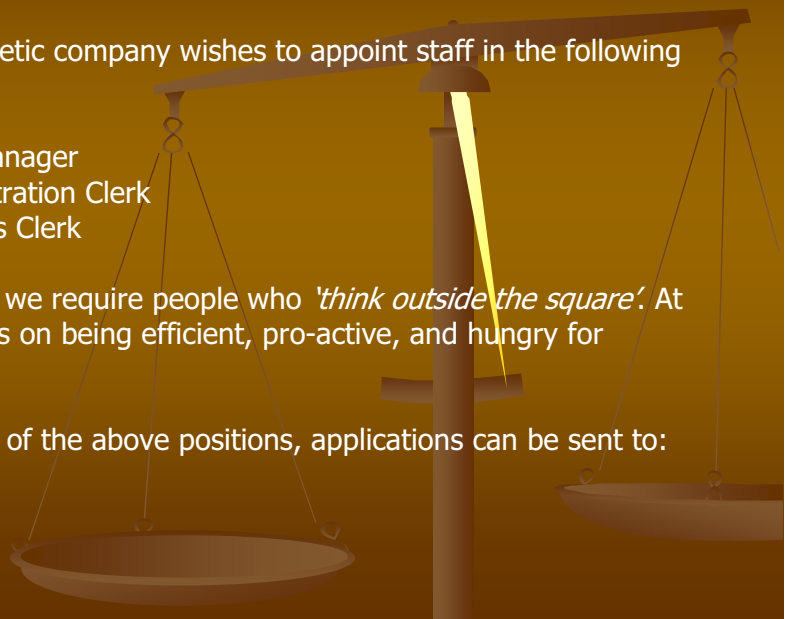 etic company wishes to appoint staff in the following
anager
tration Clerk
s Clerk
we require people who ‘think outside the square’. At
s on being efficient, pro-active, and hungry for
of the above positions, applications can be sent to: